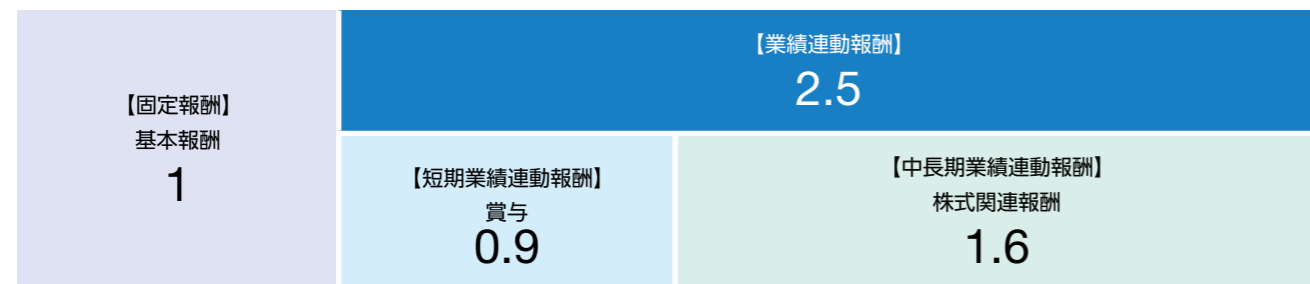 【固定報酬】
基本報酬
1
【業績連動報酬】
2.5
【短期業績連動報酬】
賞与
0.9
【中長期業績連動報酬】
株式関連報酬
1.6